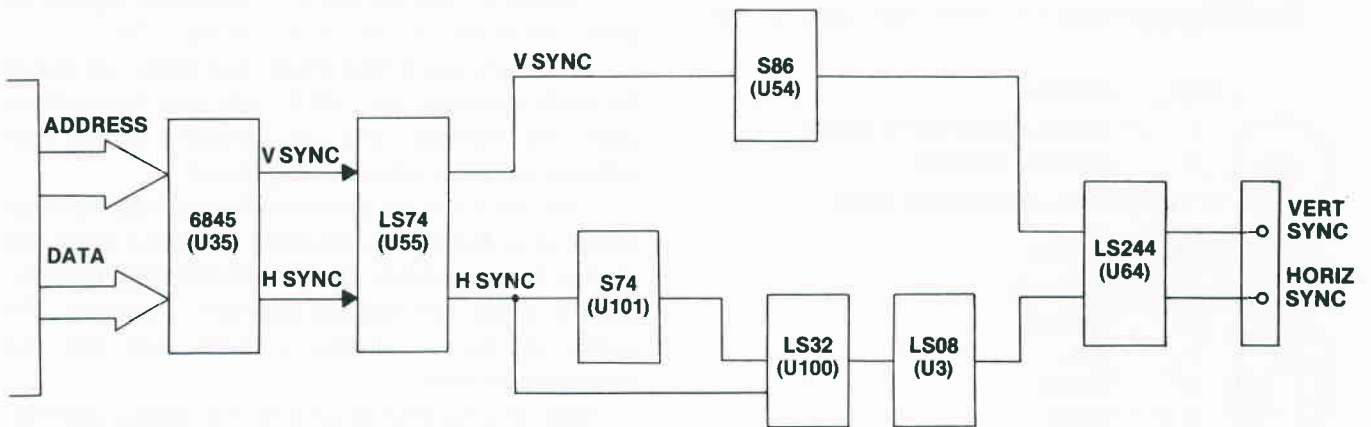 ADDRESS
DATA
6845
(U35)
V SYNC
H SYNC
LS74
(U55)
V SYNC
H SYNC
S86
(U54)
S74
(U101)
LS32
(U100)
LS08
(U3)
LS244
(U64)
VERT
SYNC
HORIZ
SYNC